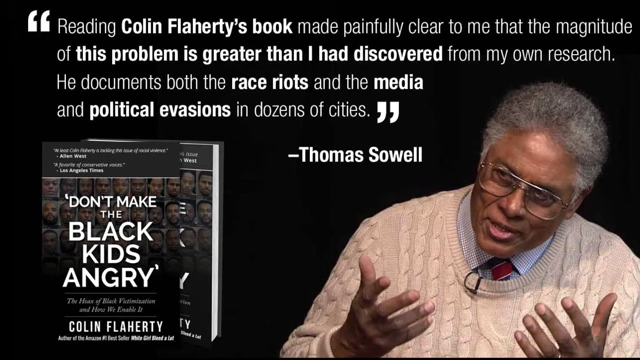 “ Reading Colin Flaherty’s book made painfully clear to me that the magnitude
of this problem is greater than I had discovered from my own research.
He documents both the race riots and the media
and political evasions in dozens of cities. ”
–Thomas Sowell
"At least Colin Flaherty is tackling this issue of racial violence."
- Allen West
"A favorite of conservative voices."
- Los Angeles Times
‘DON'T MAKE
THE
BLACK
KIDS
ANGRY’
The Hoax of Black Victimization
and How We Enable It
COLIN FLAHERTY
Author of the Amazon #1 Best Seller White Girl Bleed a Lot